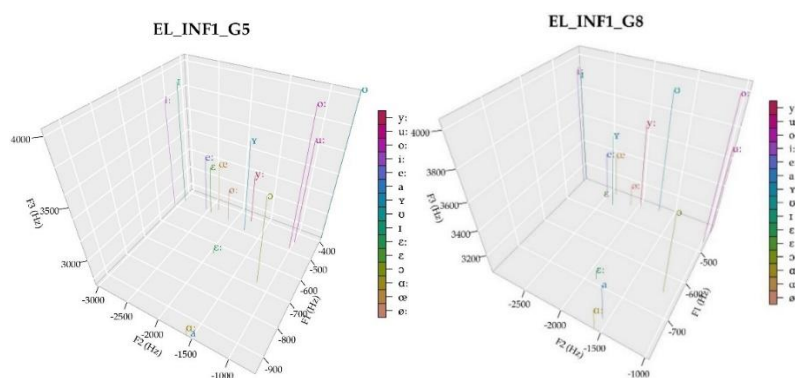 EL_INF1_G5
4000
3500
3000
F3 (Hz)
-3000
-2500
-2000
-1500
-1000
F2 (Hz)
-400
-500
-600
-700
-800
-900
F1(Hz)
i:
ɪ
e:
ɛ
œ
ø:
ʏ
y:
ɔ
o:
u:
ʊ
ɛ:
ɑ:
y:
u:
o:
i:
e:
a
ʏ
ʊ
ɪ
ɛ:
ɛ:
ɔ
ɑ:
œ
ø:
EL_INF1_G8
4000
3800
3600
3400
3200
F3 (Hz)
-2500
-2000
-1500
-1000
F2 (Hz)
-500
-600
-700
F1 (Hz)
e:
ɛ
ʏ
œ
ø:
y:
ʊ
o:
u:
ɔ
ɛ:
a
ɑ:
y:
u
o:
i:
e:
a
ʏ
ʊ
ɪ
ɛ:
ɛ
ɔ
ɑ:
œ
ø: